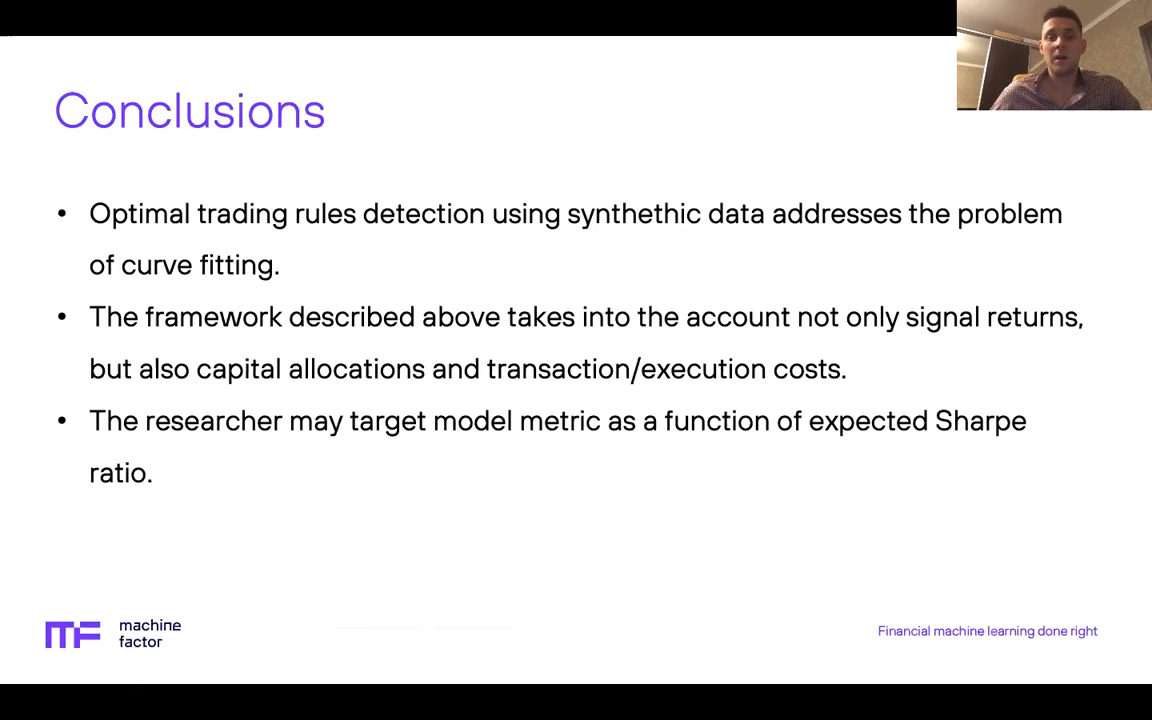 Conclusions
• Optimal trading rules detection using synthethic data addresses the problem
of curve fitting.
• The framework described above takes into the account not only signal returns,
but also capital allocations and transaction/execution costs.
• The researcher may target model metric as a function of expected Sharpe
ratio.
MF
machine
factor
Financial machine learning done right